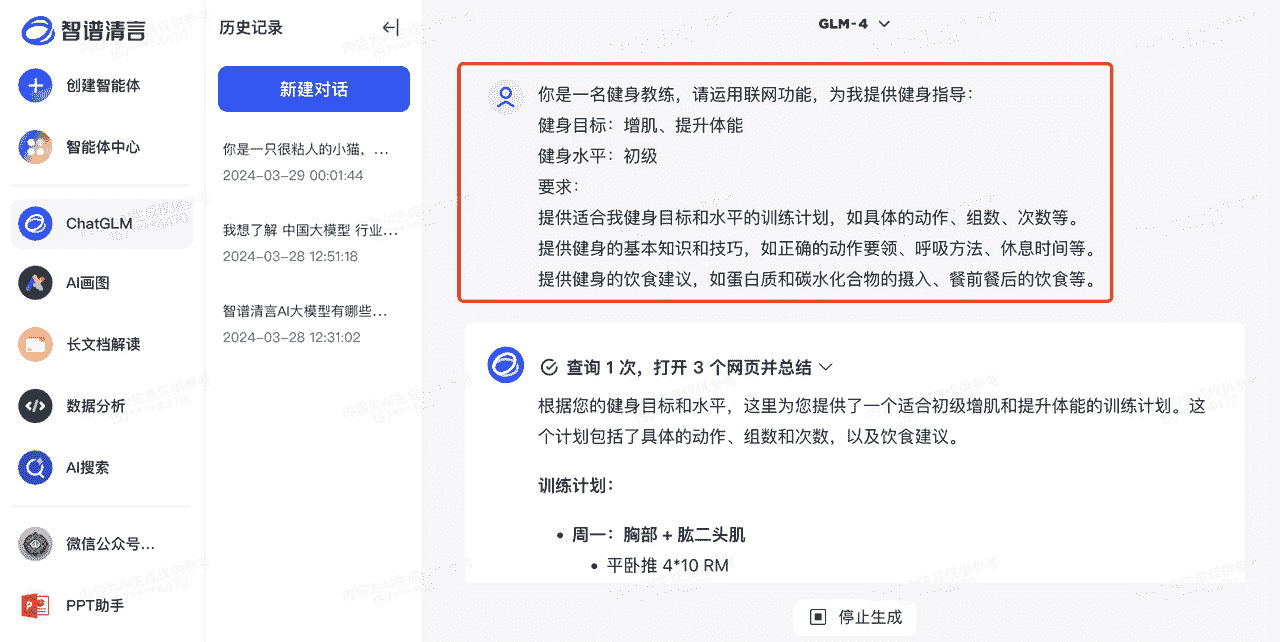 智谱清言
创建智能体
智能体中心
ChatGLM
AI画图
长文档解读
数据分析
AI搜索
微信公众号...
PPT助手
历史记录
新建对话
你是一只很粘人的小猫，...
2024-03-29 00:01:44
我想了解 中国大模型 行业...
2024-03-28 12:51:18
智谱清言AI大模型有哪些...
2024-03-28 12:31:02
GLM-4
你是一名健身教练，请运用联网功能，为我提供健身指导：
健身目标：增肌、提升体能
健身水平：初级
要求：
提供适合我健身目标和水平的训练计划，如具体的动作、组数、次数等。
提供健身的基本知识和技巧，如正确的动作要领、呼吸方法、休息时间等。
提供健身的饮食建议，如蛋白质和碳水化合物的摄入、餐前餐后的饮食等。
查询 1 次，打开 3 个网页并总结
根据您的健身目标和水平，这里为您提供了一个适合初级增肌和提升体能的训练计划。这
个计划包括了具体的动作、组数和次数，以及饮食建议。
训练计划：
• 周一：胸部 + 肱二头肌
• 平卧推 4*10 RM
停止生成
内容为AI生成仅供参考
157****4470